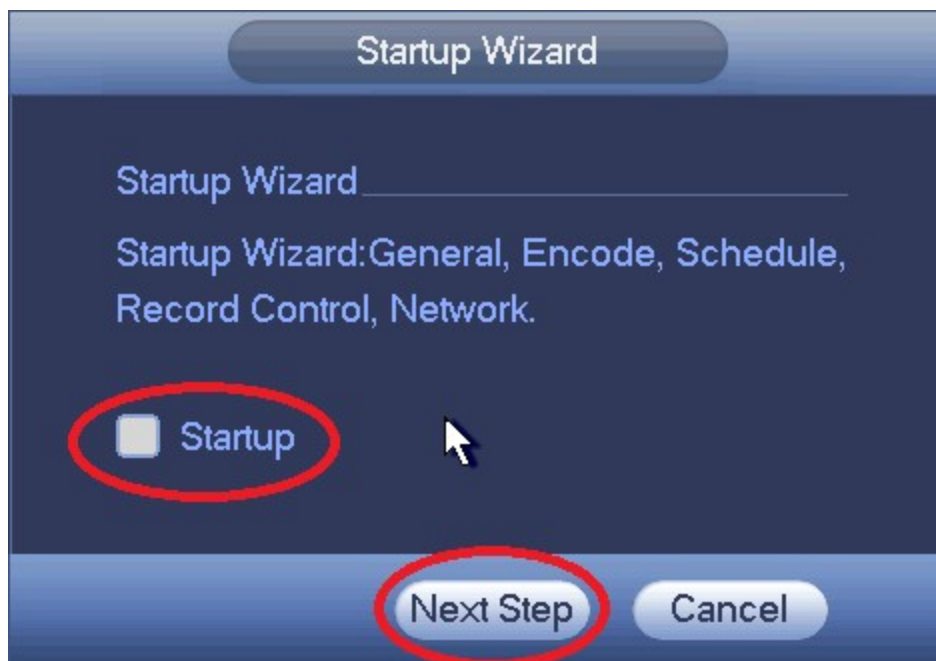 Startup Wizard
Startup Wizard
Startup Wizard:General, Encode, Schedule,
Record Control, Network.
Startup
Next Step
Cancel